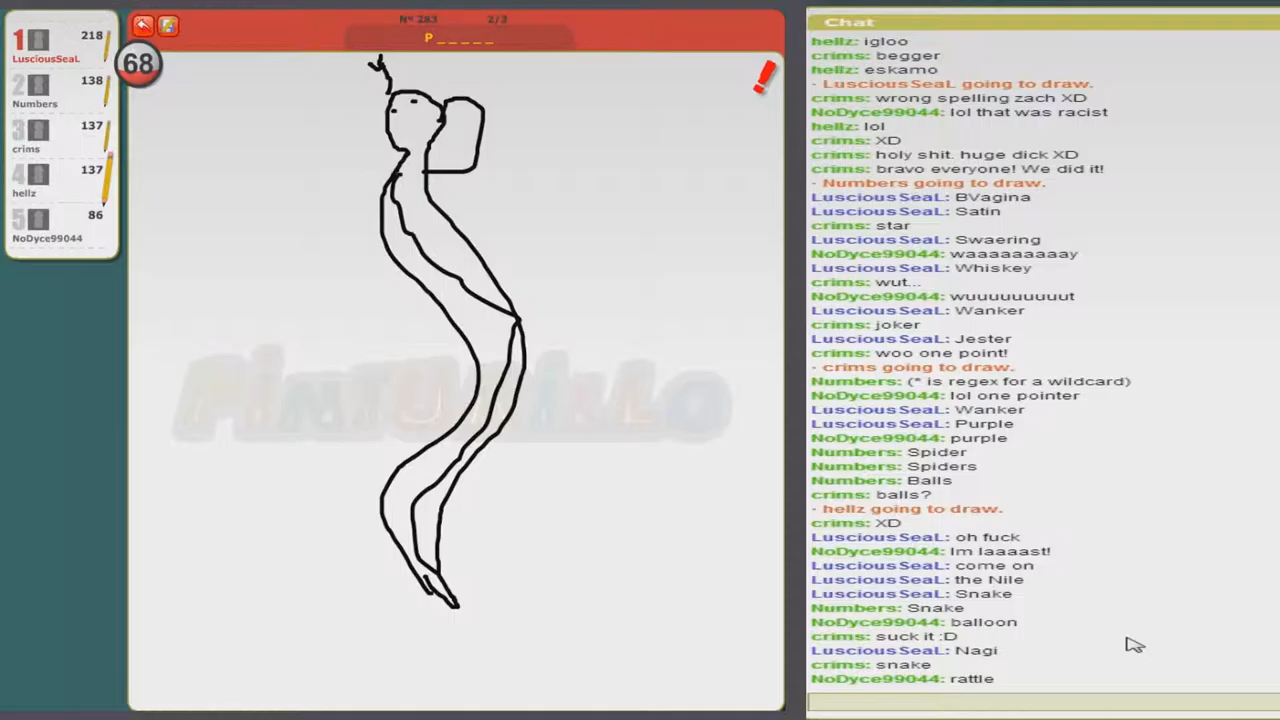 Nº 283 2/3
P _ _ _ _ _
68
1 218
LusciousSeaL
2 138
Numbers
3 137
crims
4 137
hellz
5 86
NoDyce99044
Chat
hellz: igloo
crims: begger
hellz: eskamo
- LusciousSeaL going to draw.
crims: wrong spelling zach XD
NoDyce99044: lol that was racist
hellz: lol
crims: XD
crims: holy shit. huge dick XD
crims: bravo everyone! We did it!
- Numbers going to draw.
LusciousSeaL: BVagina
LusciousSeaL: Satin
crims: star
LusciousSeaL: Swaering
NoDyce99044: waaaaaaaaay
LusciousSeaL: Whiskey
crims: wut...
NoDyce99044: wuuuuuuuuut
LusciousSeaL: Wanker
crims: joker
LusciousSeaL: Jester
crims: woo one point!
- crims going to draw.
Numbers: (* is regex for a wildcard)
NoDyce99044: lol one pointer
LusciousSeaL: Wanker
LusciousSeaL: Purple
NoDyce99044: purple
Numbers: Spider
Numbers: Spiders
Numbers: Balls
crims: balls?
- hellz going to draw.
crims: XD
LusciousSeaL: oh fuck
NoDyce99044: Im laaaast!
LusciousSeaL: come on
LusciousSeaL: the Nile
LusciousSeaL: Snake
Numbers: Snake
NoDyce99044: balloon
crims: suck it :D
LusciousSeaL: Nagi
crims: snake
NoDyce99044: rattle